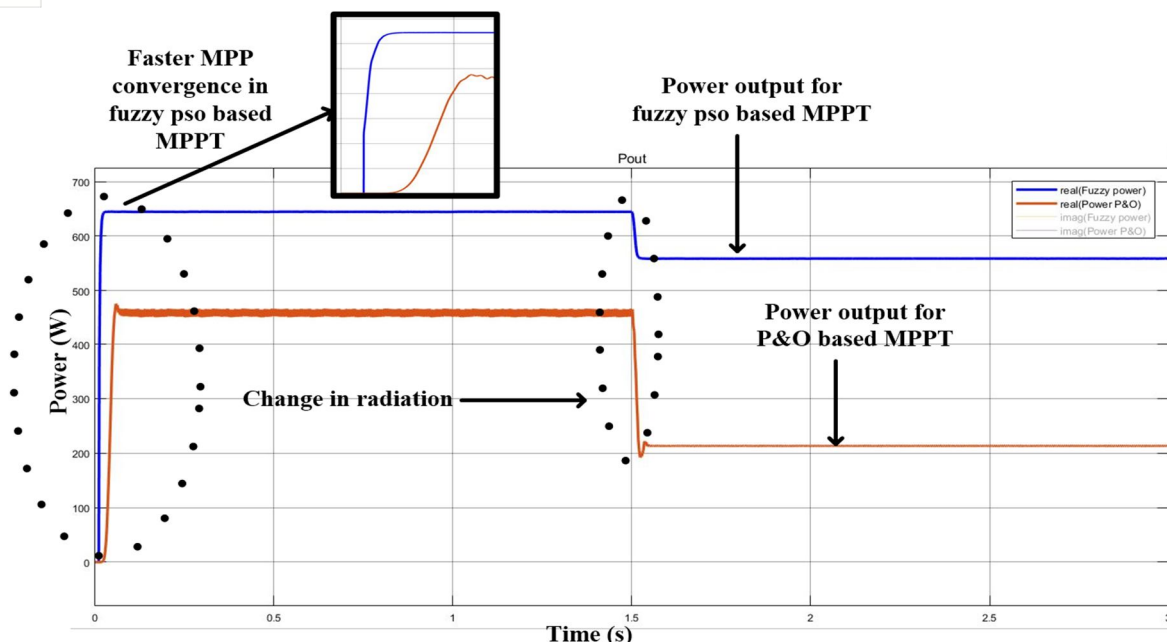 Faster MPP
convergence in
fuzzy pso based
MPPT
Power output for
fuzzy pso based MPPT
Pout
real(Fuzzy power)
real(Power P&O)
imag(Fuzzy power)
imag(Power P&O)
Power output for
P&O based MPPT
Change in radiation
Power (W)
700
600
500
400
300
200
100
0
0
0.5
1
1.5
2
2.5
3
Time (s)